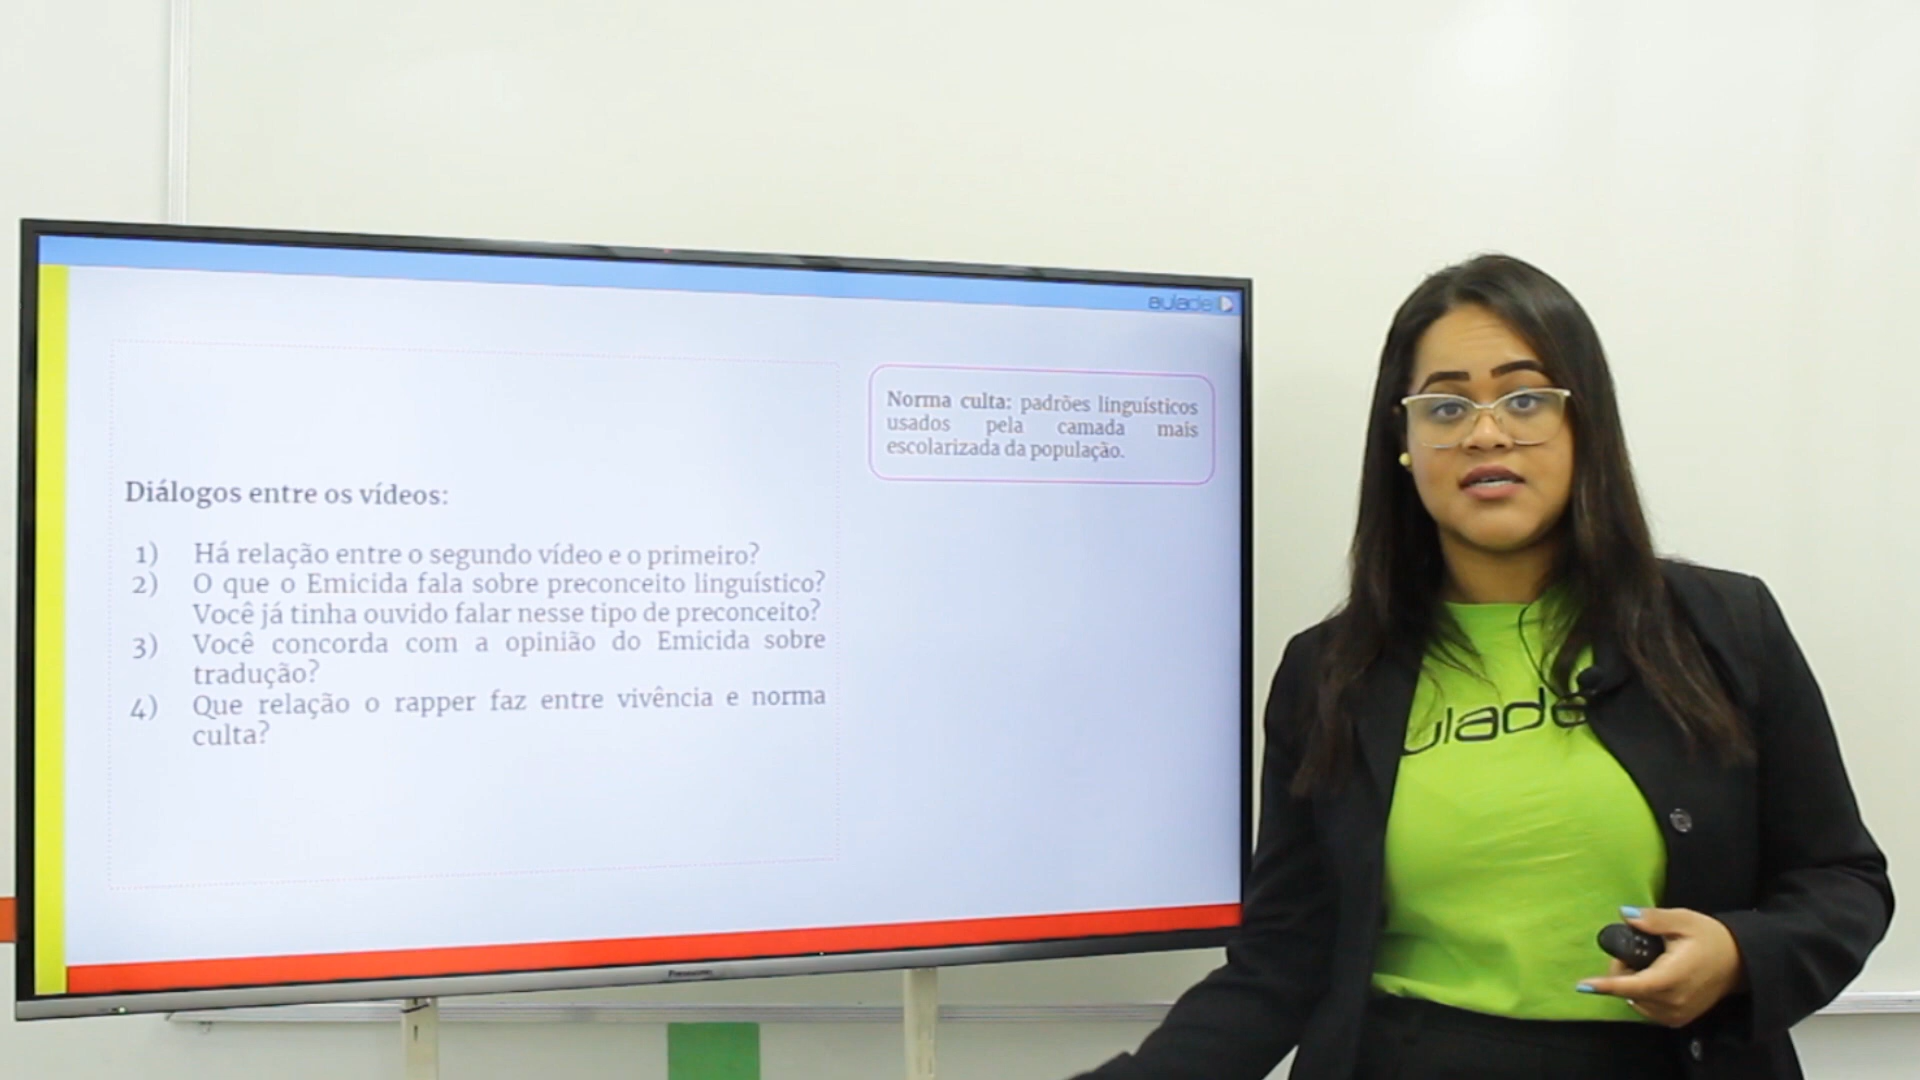 aulade
Norma culta: padrões linguísticos
usados pela camada mais
escolarizada da população.
Diálogos entre os vídeos:
1) Há relação entre o segundo vídeo e o primeiro?
2) O que o Emicida fala sobre preconceito linguístico?
Você já tinha ouvido falar nesse tipo de preconceito?
3) Você concorda com a opinião do Emicida sobre
tradução?
4) Que relação o rapper faz entre vivência e norma
culta?
Panasonic
ulade